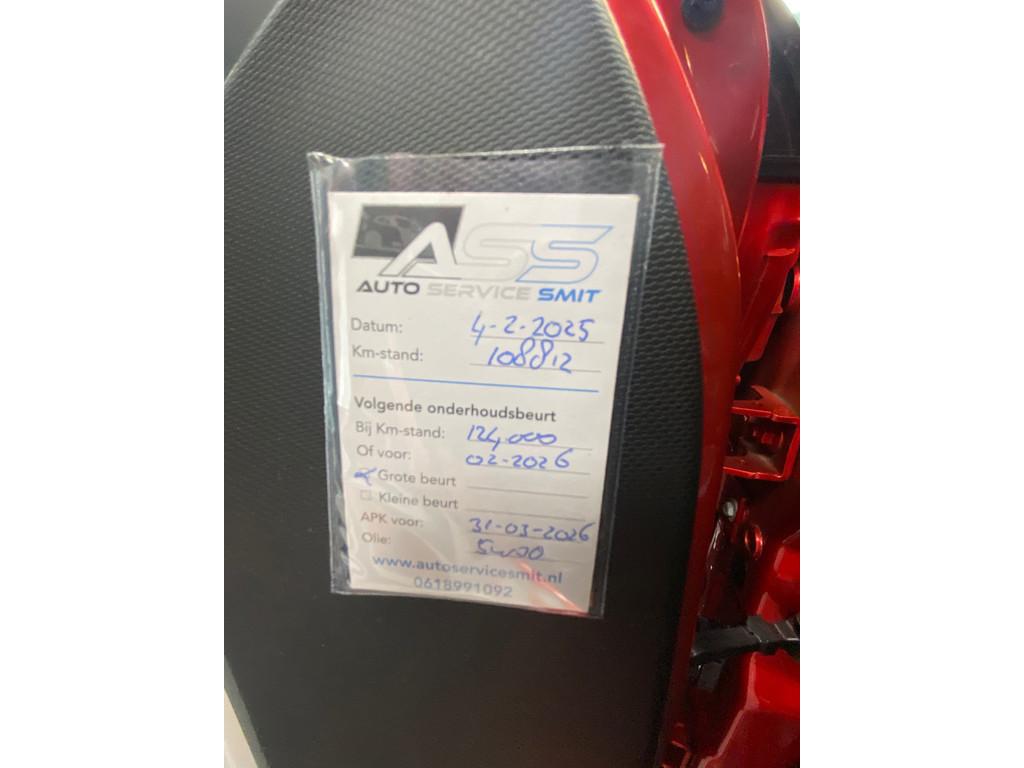 ASS
AUTO SERVICE SMIT
Datum: 4-2-2025
Km-stand: 108812
Volgende onderhoudsbeurt
Bij Km-stand: 124,000
Of voor: 02-2026
Grote beurt
Kleine beurt
APK voor: 31-03-2026
Olie: 5w00
www.autoservicesmit.nl
0618991092